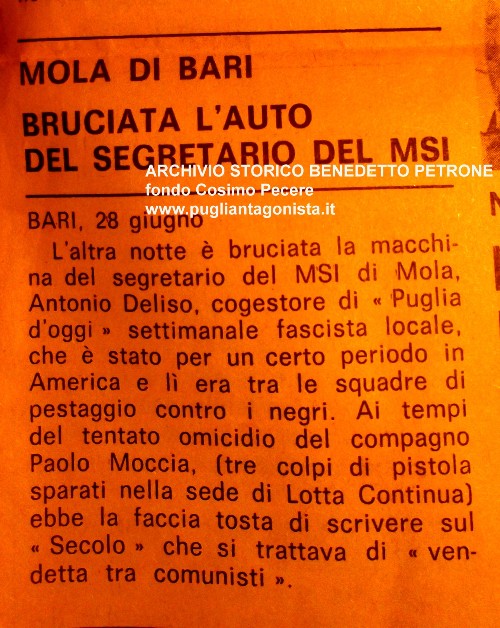 MOLA DI BARI
BRUCIATA L'AUTO
DEL SEGRETARIO DEL MSI
ARCHIVIO STORICO BENEDETTO PETRONE
fondo Cosimo Pecere
www.pugliantagonista.it
BARI, 28 giugno
L'altra notte è bruciata la macchi-
na del segretario del MSI di Mola,
Antonio Deliso, cogestore di « Puglia
d'oggi » settimanale fascista locale,
che è stato per un certo periodo in
America e lì era tra le squadre di
pestaggio contro i negri. Ai tempi
del tentato omicidio del compagno
Paolo Moccia, (tre colpi di pistola
sparati nella sede di Lotta Continua)
ebbe la faccia tosta di scrivere sul
« Secolo » che si trattava di « ven-
detta tra comunisti ».